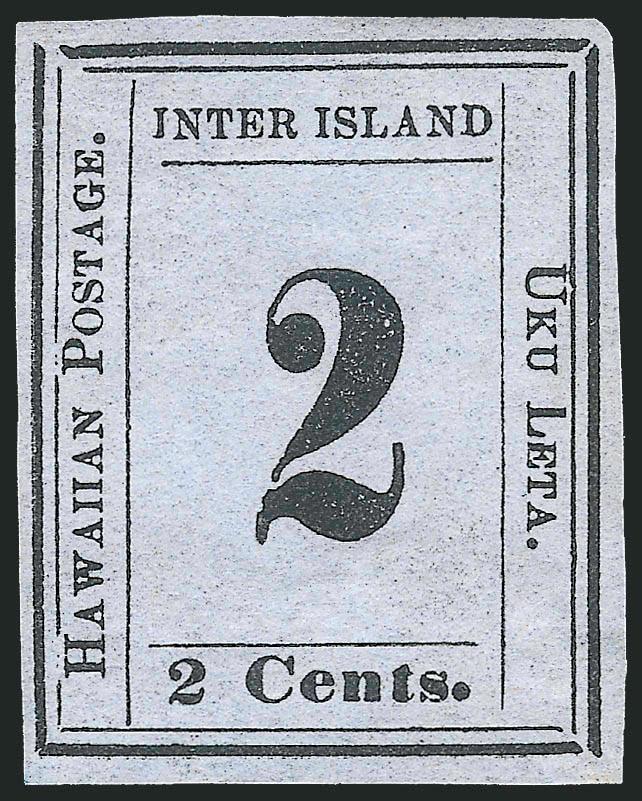 INTER ISLAND
HAWAIIAN POSTAGE.
2
UKU LETA.
2 Cents.